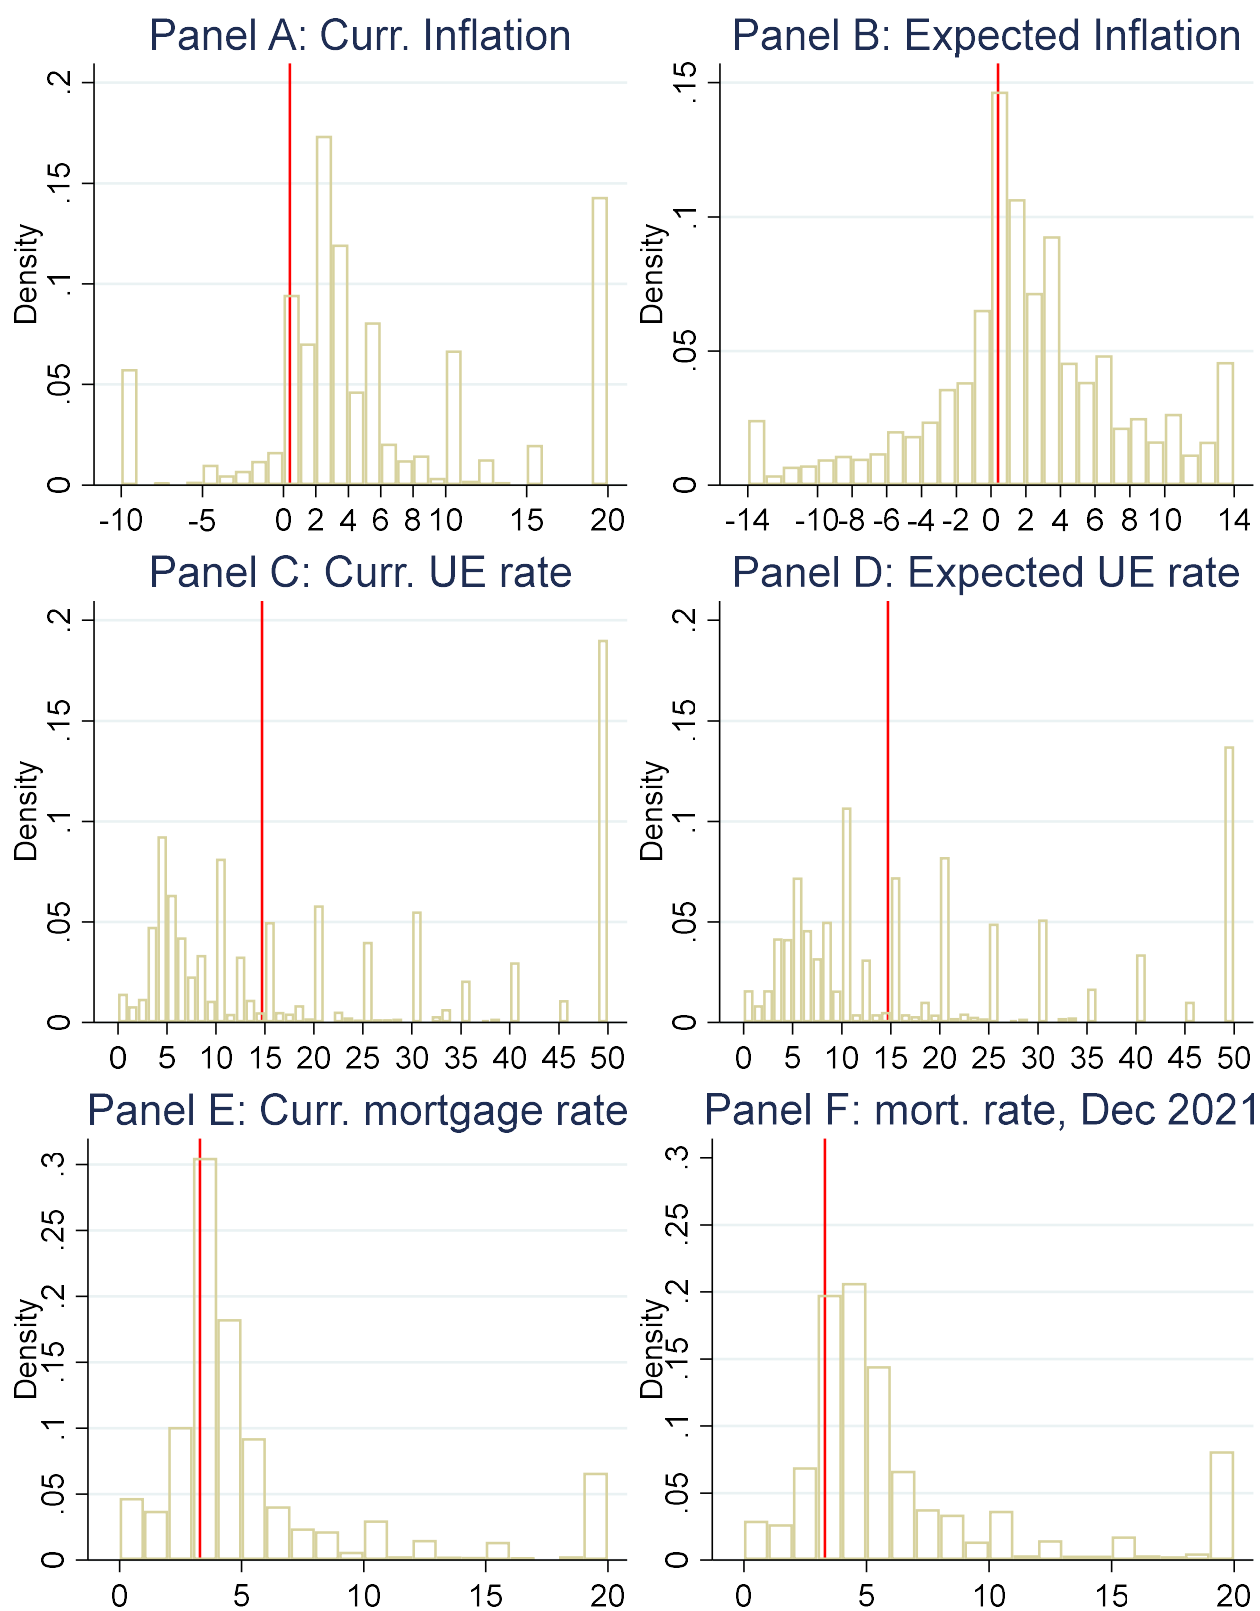 Panel A: Curr. Inflation
Density
0 .05 .1 .15 .2
-10 -5 0 2 4 6 8 10 15 20
Panel B: Expected Inflation
Density
0 .05 .1 .15
-14 -10 -8 -6 -4 -2 0 2 4 6 8 10 14
Panel C: Curr. UE rate
Density
0 .05 .1 .15 .2
0 5 10 15 20 25 30 35 40 45 50
Panel D: Expected UE rate
Density
0 .05 .1 .15 .2
0 5 10 15 20 25 30 35 40 45 50
Panel E: Curr. mortgage rate
Density
0 .05 .1 .15 .2 .25 .3
0 5 10 15 20
Panel F: mort. rate, Dec 2021
Density
0 .05 .1 .15 .2 .25 .3
0 5 10 15 20